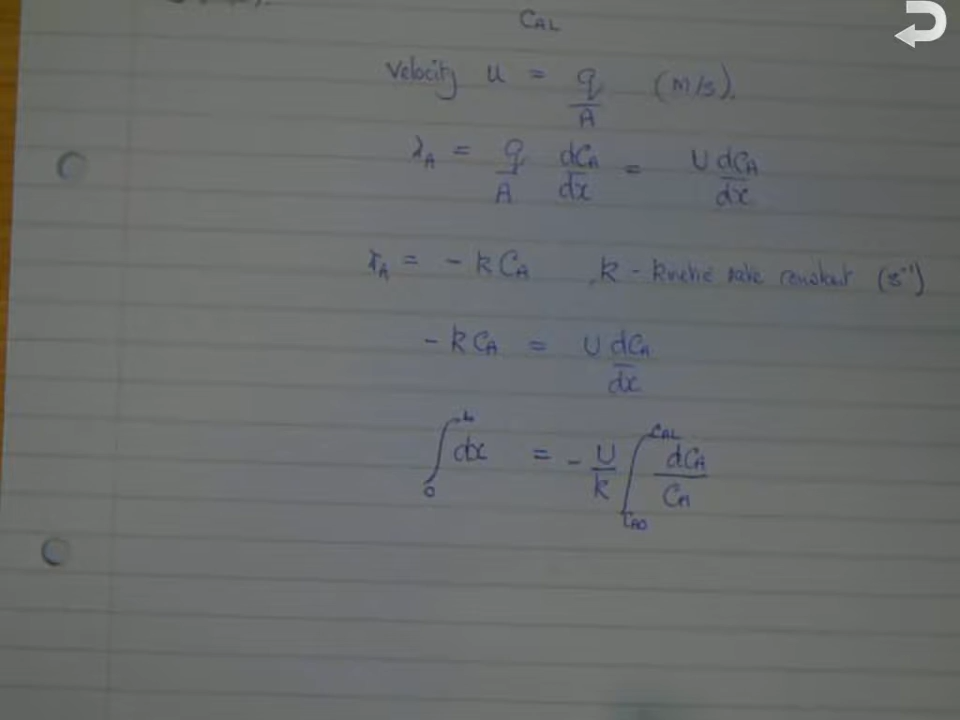 CAL
Velocity u = q/A (m/s).
rA = q/A dCA/dx = U dCA/dx
rA = - k CA , k - kinetic rate constant (s⁻¹)
- k CA = U dCA/dx
∫₀ᴸ dx = - U/k ∫_CA0^CAL dCA/CA